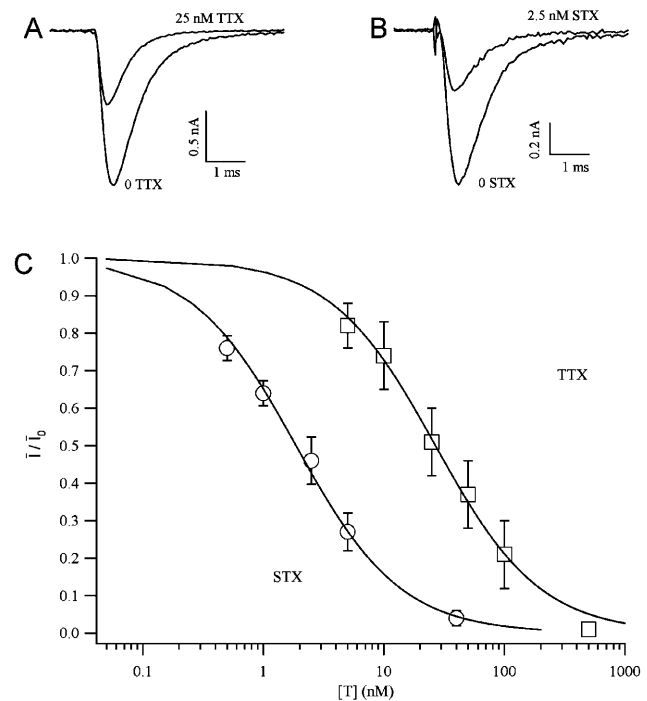 A
25 nM TTX
0.5 nA
1 ms
0 TTX
B
2.5 nM STX
0.2 nA
1 ms
0 STX
C
1.0
0.9
0.8
0.7
0.6
0.5
0.4
0.3
0.2
0.1
0.0
Ī / Ī0
TTX
STX
0.1
1
10
100
1000
[T] (nM)